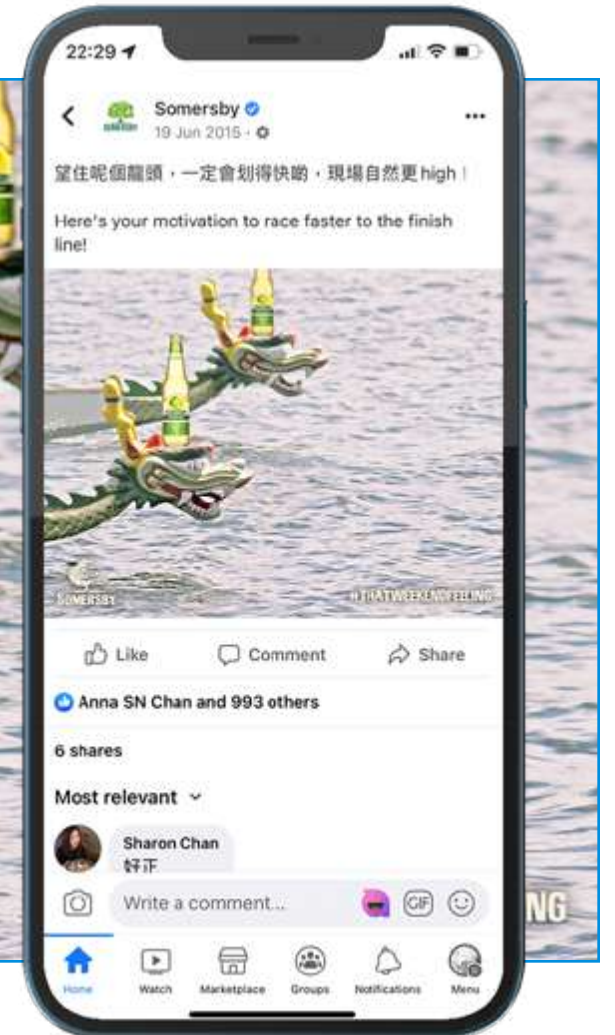 22:29
Somersby
19 Jun 2015
望住呢個龍頭，一定會划得快啲，現場自然更high！
Here's your motivation to race faster to the finish
line!
SOMERSBY
#THATWEEKENDFEELING
Like
Comment
Share
Anna SN Chan and 993 others
6 shares
Most relevant
Sharon Chan
好正
Write a comment...
GIF
NG
Home
Watch
Marketplace
Groups
Notifications
Menu